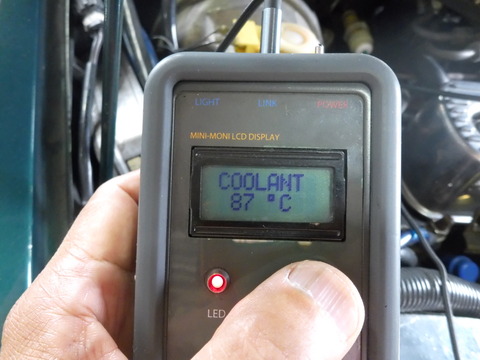 LIGHT LINK POWER
MINI-MONI LCD DISPLAY
COOLANT
87 °C
LED